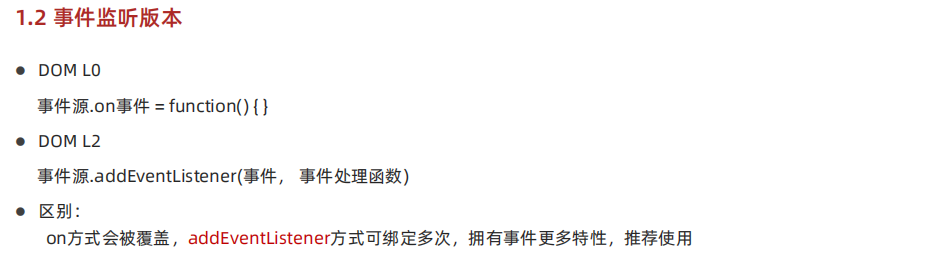 1.2 事件监听版本
● DOM L0
事件源.on事件 = function() { }
● DOM L2
事件源.addEventListener(事件， 事件处理函数)
● 区别：
on方式会被覆盖，addEventListener方式可绑定多次，拥有事件更多特性，推荐使用